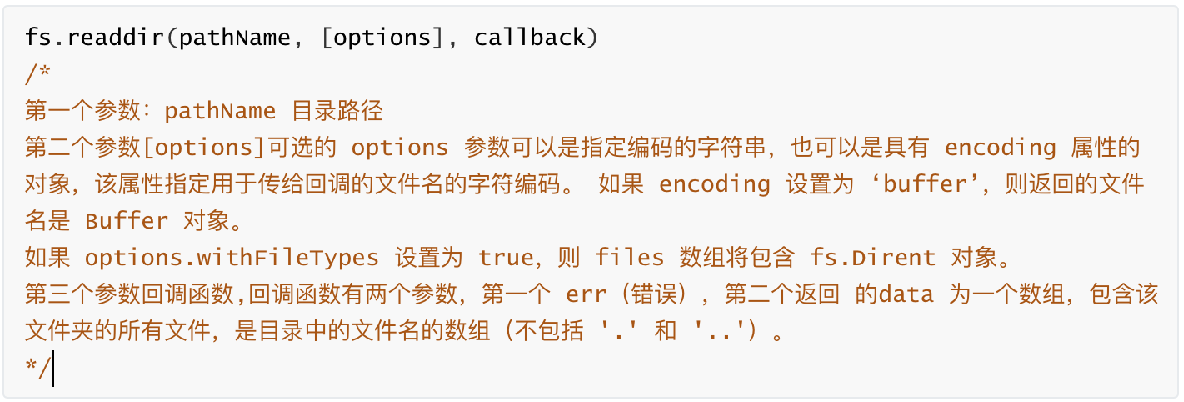 fs.readdir(pathName, [options], callback)
/*
第一个参数：pathName 目录路径
第二个参数[options]可选的 options 参数可以是指定编码的字符串，也可以是具有 encoding 属性的
对象，该属性指定用于传给回调的文件名的字符编码。 如果 encoding 设置为 ‘buffer’，则返回的文件
名是 Buffer 对象。
如果 options.withFileTypes 设置为 true，则 files 数组将包含 fs.Dirent 对象。
第三个参数回调函数,回调函数有两个参数，第一个 err（错误）,第二个返回 的data 为一个数组，包含该
文件夹的所有文件，是目录中的文件名的数组（不包括 '.' 和 '..'）。
*/